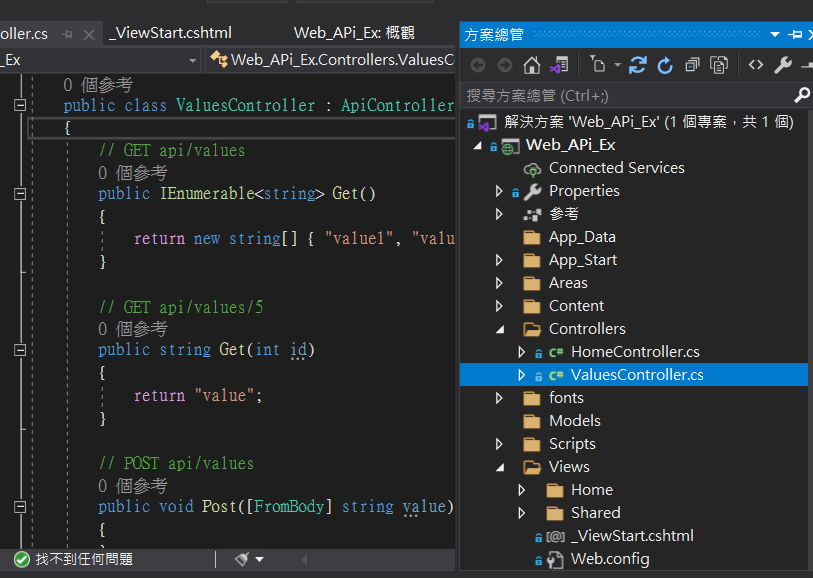 oller.cs
_ViewStart.cshtml
Web_APi_Ex: 概觀
_Ex
Web_APi_Ex.Controllers.ValuesC
0 個參考
public class ValuesController : ApiController
{
// GET api/values
0 個參考
public IEnumerable<string> Get()
{
return new string[] { "value1", "valu
}
// GET api/values/5
0 個參考
public string Get(int id)
{
return "value";
}
// POST api/values
0 個參考
public void Post([FromBody] string value)
{
找不到任何問題
方案總管
搜尋方案總管 (Ctrl+;)
解決方案 'Web_APi_Ex' (1 個專案，共 1 個)
Web_APi_Ex
Connected Services
Properties
參考
App_Data
App_Start
Areas
Content
Controllers
C# HomeController.cs
C# ValuesController.cs
fonts
Models
Scripts
Views
Home
Shared
[@] _ViewStart.cshtml
Web.config